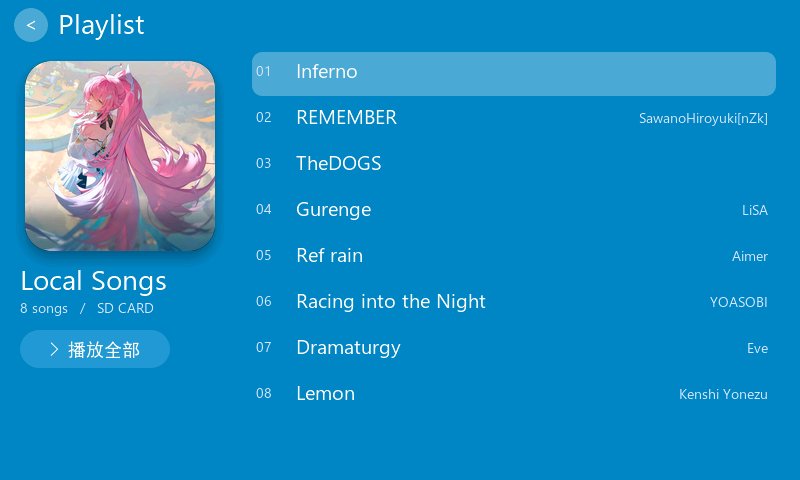 < Playlist
Local Songs
8 songs / SD CARD
> 播放全部
01 Inferno
02 REMEMBER SawanoHiroyuki[nZk]
03 TheDOGS
04 Gurenge LiSA
05 Ref rain Aimer
06 Racing into the Night YOASOBI
07 Dramaturgy Eve
08 Lemon Kenshi Yonezu